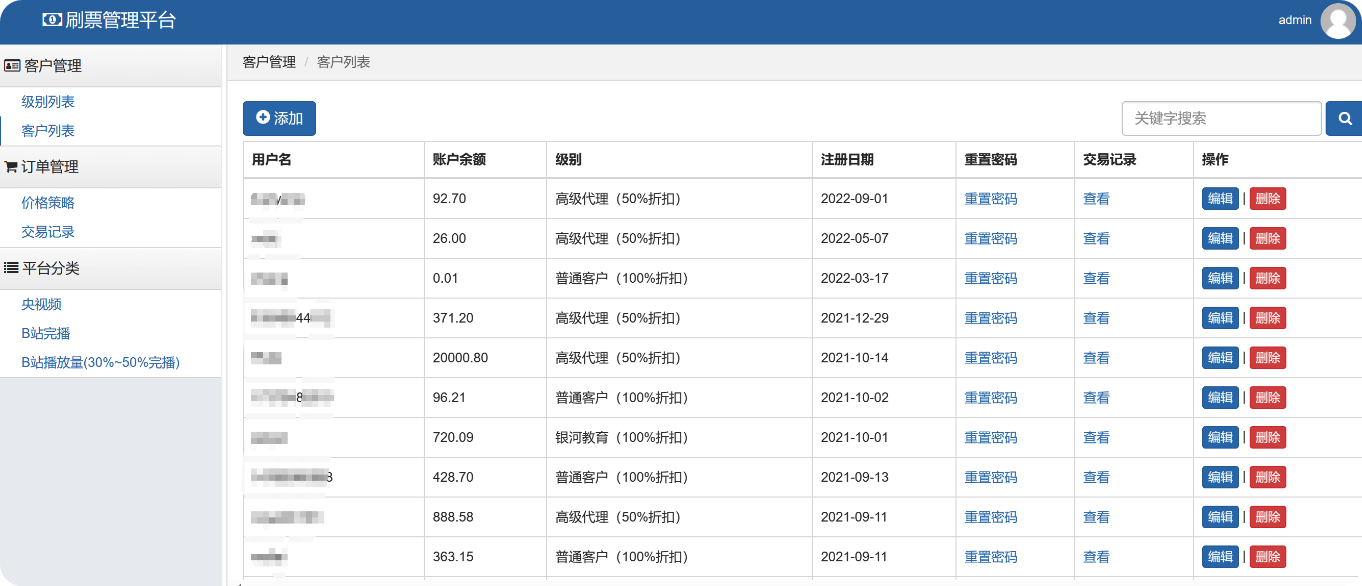 刷票管理平台
admin
客户管理
级别列表
客户列表
订单管理
价格策略
交易记录
平台分类
央视频
B站完播
B站播放量(30%~50%完播)
客户管理 / 客户列表
添加
关键字搜索
用户名 账户余额 级别 注册日期 重置密码 交易记录 操作
92.70 高级代理（50%折扣） 2022-09-01 重置密码 查看 编辑 | 删除
26.00 高级代理（50%折扣） 2022-05-07 重置密码 查看 编辑 | 删除
0.01 普通客户（100%折扣） 2022-03-17 重置密码 查看 编辑 | 删除
44 371.20 高级代理（50%折扣） 2021-12-29 重置密码 查看 编辑 | 删除
20000.80 高级代理（50%折扣） 2021-10-14 重置密码 查看 编辑 | 删除
8 96.21 普通客户（100%折扣） 2021-10-02 重置密码 查看 编辑 | 删除
720.09 银河教育（100%折扣） 2021-10-01 重置密码 查看 编辑 | 删除
8 428.70 普通客户（100%折扣） 2021-09-13 重置密码 查看 编辑 | 删除
888.58 高级代理（50%折扣） 2021-09-11 重置密码 查看 编辑 | 删除
363.15 普通客户（100%折扣） 2021-09-11 重置密码 查看 编辑 | 删除